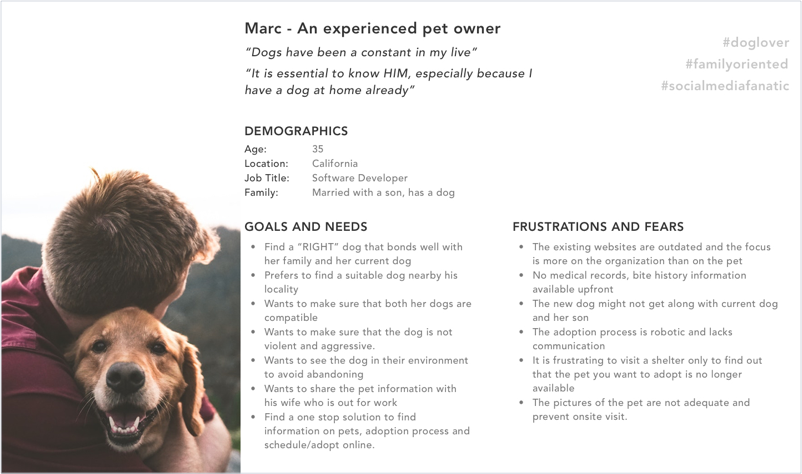 Marc - An experienced pet owner
“Dogs have been a constant in my live”
“It is essential to know HIM, especially because I
have a dog at home already”
#doglover
#familyoriented
#socialmediafanatic
DEMOGRAPHICS
Age: 35
Location: California
Job Title: Software Developer
Family: Married with a son, has a dog
GOALS AND NEEDS
• Find a “RIGHT” dog that bonds well with
her family and her current dog
• Prefers to find a suitable dog nearby his
locality
• Wants to make sure that both her dogs are
compatible
• Wants to make sure that the dog is not
violent and aggressive.
• Wants to see the dog in their environment
to avoid abandoning
• Wants to share the pet information with
his wife who is out for work
• Find a one stop solution to find
information on pets, adoption process and
schedule/adopt online.
FRUSTRATIONS AND FEARS
• The existing websites are outdated and the focus
is more on the organization than on the pet
• No medical records, bite history information
available upfront
• The new dog might not get along with current dog
and her son
• The adoption process is robotic and lacks
communication
• It is frustrating to visit a shelter only to find out
that the pet you want to adopt is no longer
available
• The pictures of the pet are not adequate and
prevent onsite visit.